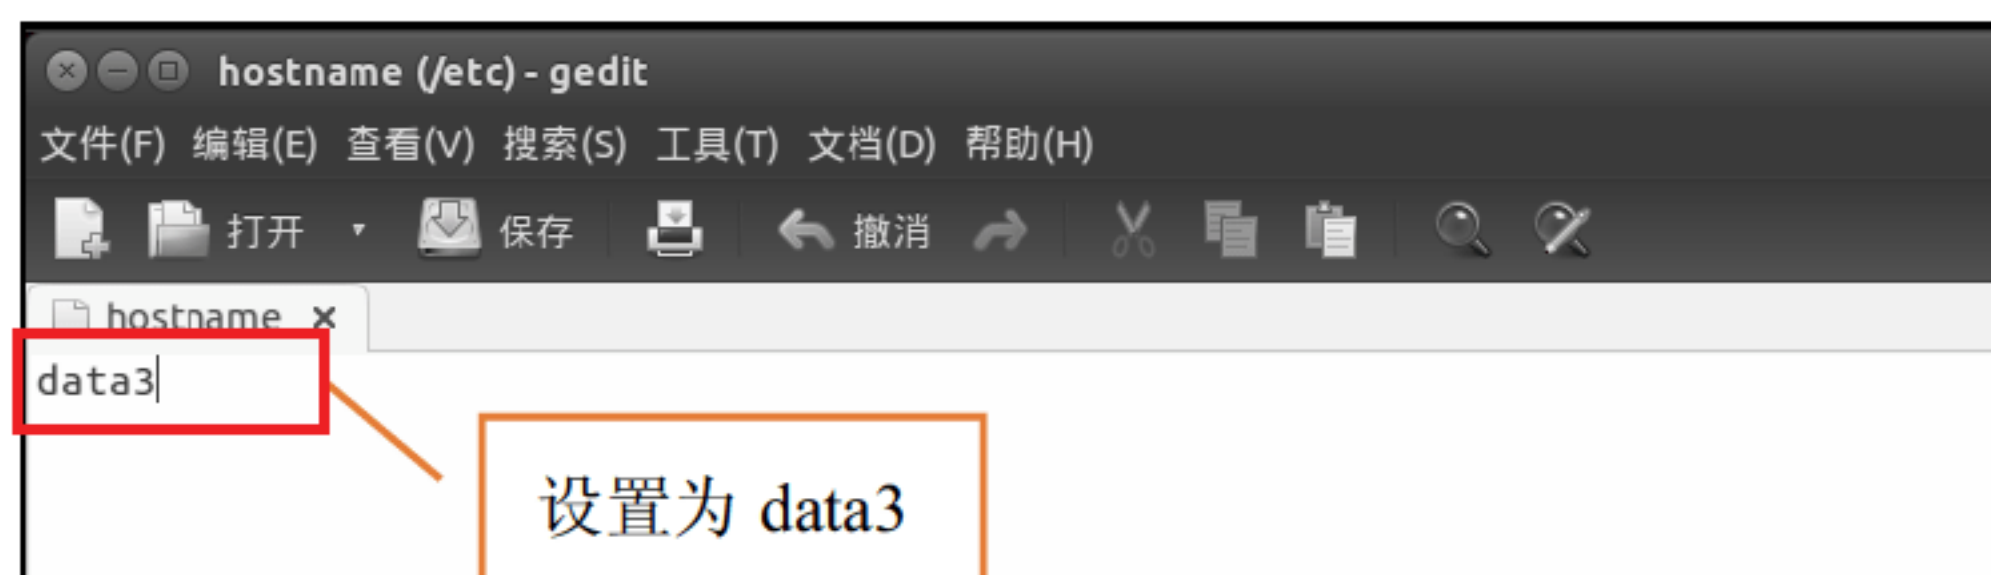 hostname (/etc) - gedit
文件(F) 编辑(E) 查看(V) 搜索(S) 工具(T) 文档(D) 帮助(H)
打开 保存 撤消
hostname
data3
设置为 data3